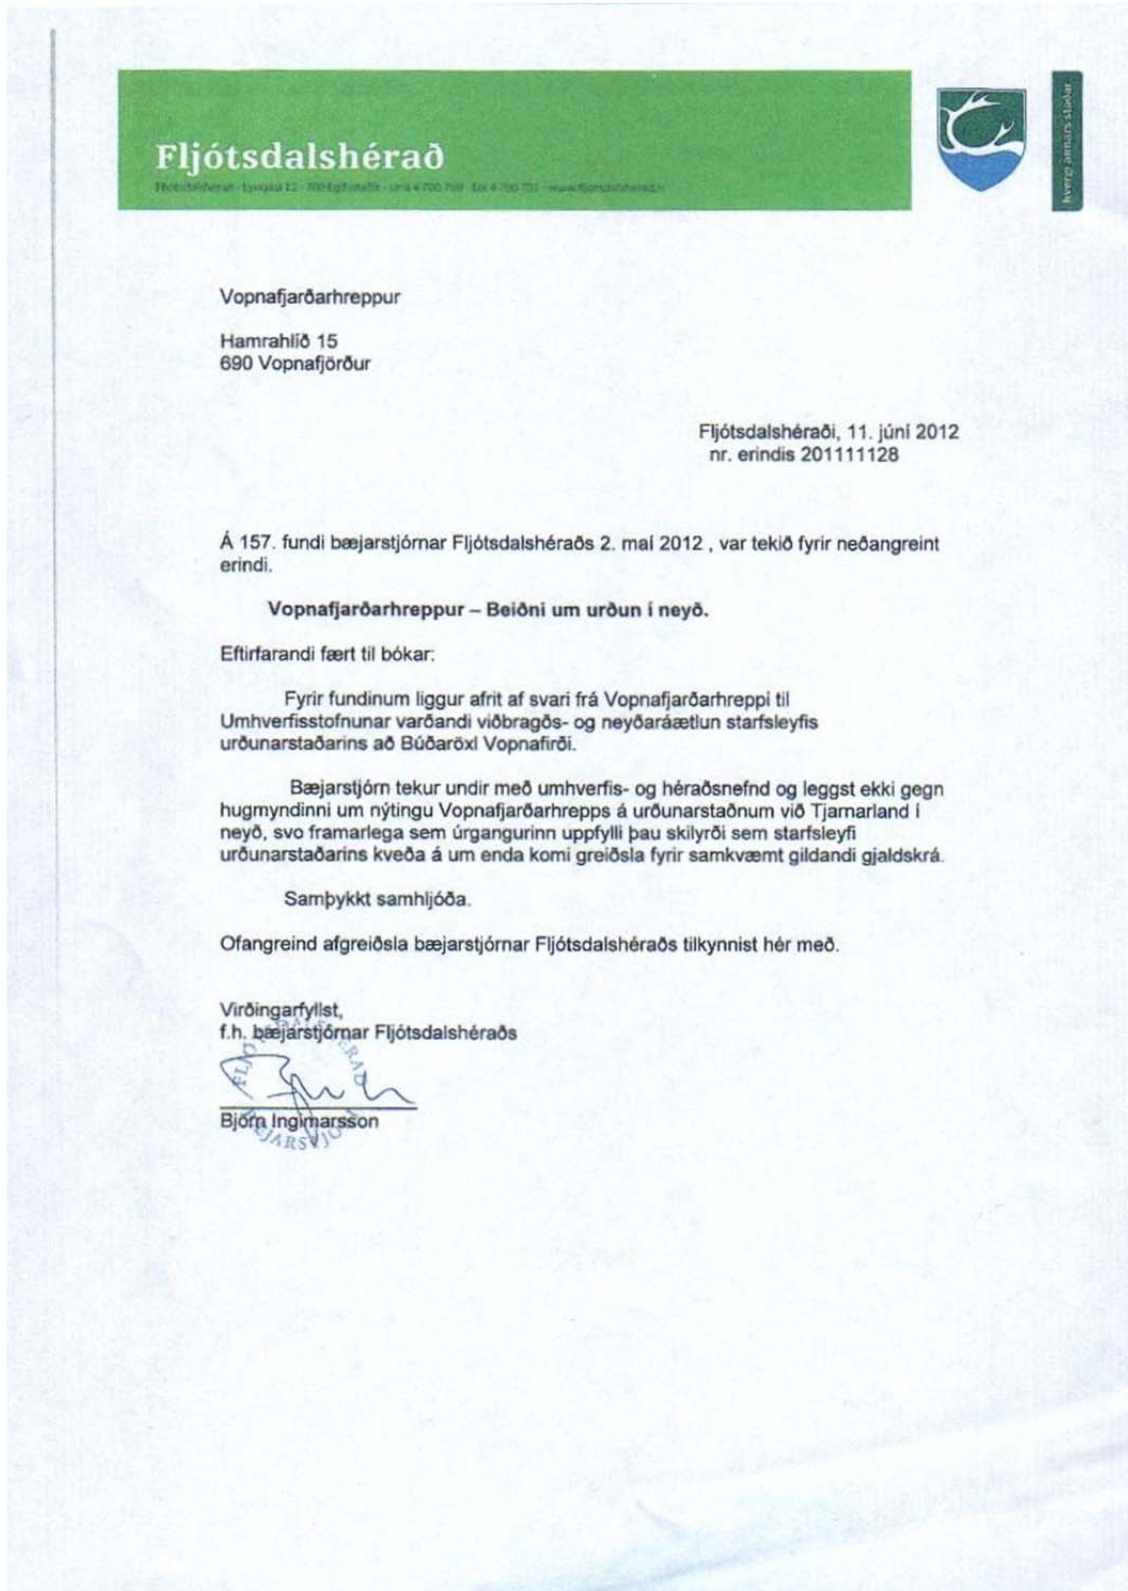 Fljótsdalshérað
hvergi annars staðar
Vopnafjarðarhreppur
Hamrahlíð 15
690 Vopnafjörður
Fljótsdalshéraði, 11. júní 2012
nr. erindis 201111128
Á 157. fundi bæjarstjórnar Fljótsdalshéraðs 2. maí 2012 , var tekið fyrir neðangreint
erindi.
Vopnafjarðarhreppur – Beiðni um urðun í neyð.
Eftirfarandi fært til bókar:
Fyrir fundinum liggur afrit af svari frá Vopnafjarðarhreppi til
Umhverfisstofnunar varðandi viðbragðs- og neyðaráætlun starfsleyfis
urðunarstaðarins að Búðaröxl Vopnafirði.
Bæjarstjórn tekur undir með umhverfis- og héraðsnefnd og leggst ekki gegn
hugmyndinni um nýtingu Vopnafjarðarhrepps á urðunarstaðnum við Tjarnarland í
neyð, svo framarlega sem úrgangurinn uppfylli þau skilyrði sem starfsleyfi
urðunarstaðarins kveða á um enda komi greiðsla fyrir samkvæmt gildandi gjaldskrá.
Samþykkt samhljóða.
Ofangreind afgreiðsla bæjarstjórnar Fljótsdalshéraðs tilkynnist hér með.
Virðingarfyllst,
f.h. bæjarstjórnar Fljótsdalshéraðs
Björn Ingimarsson